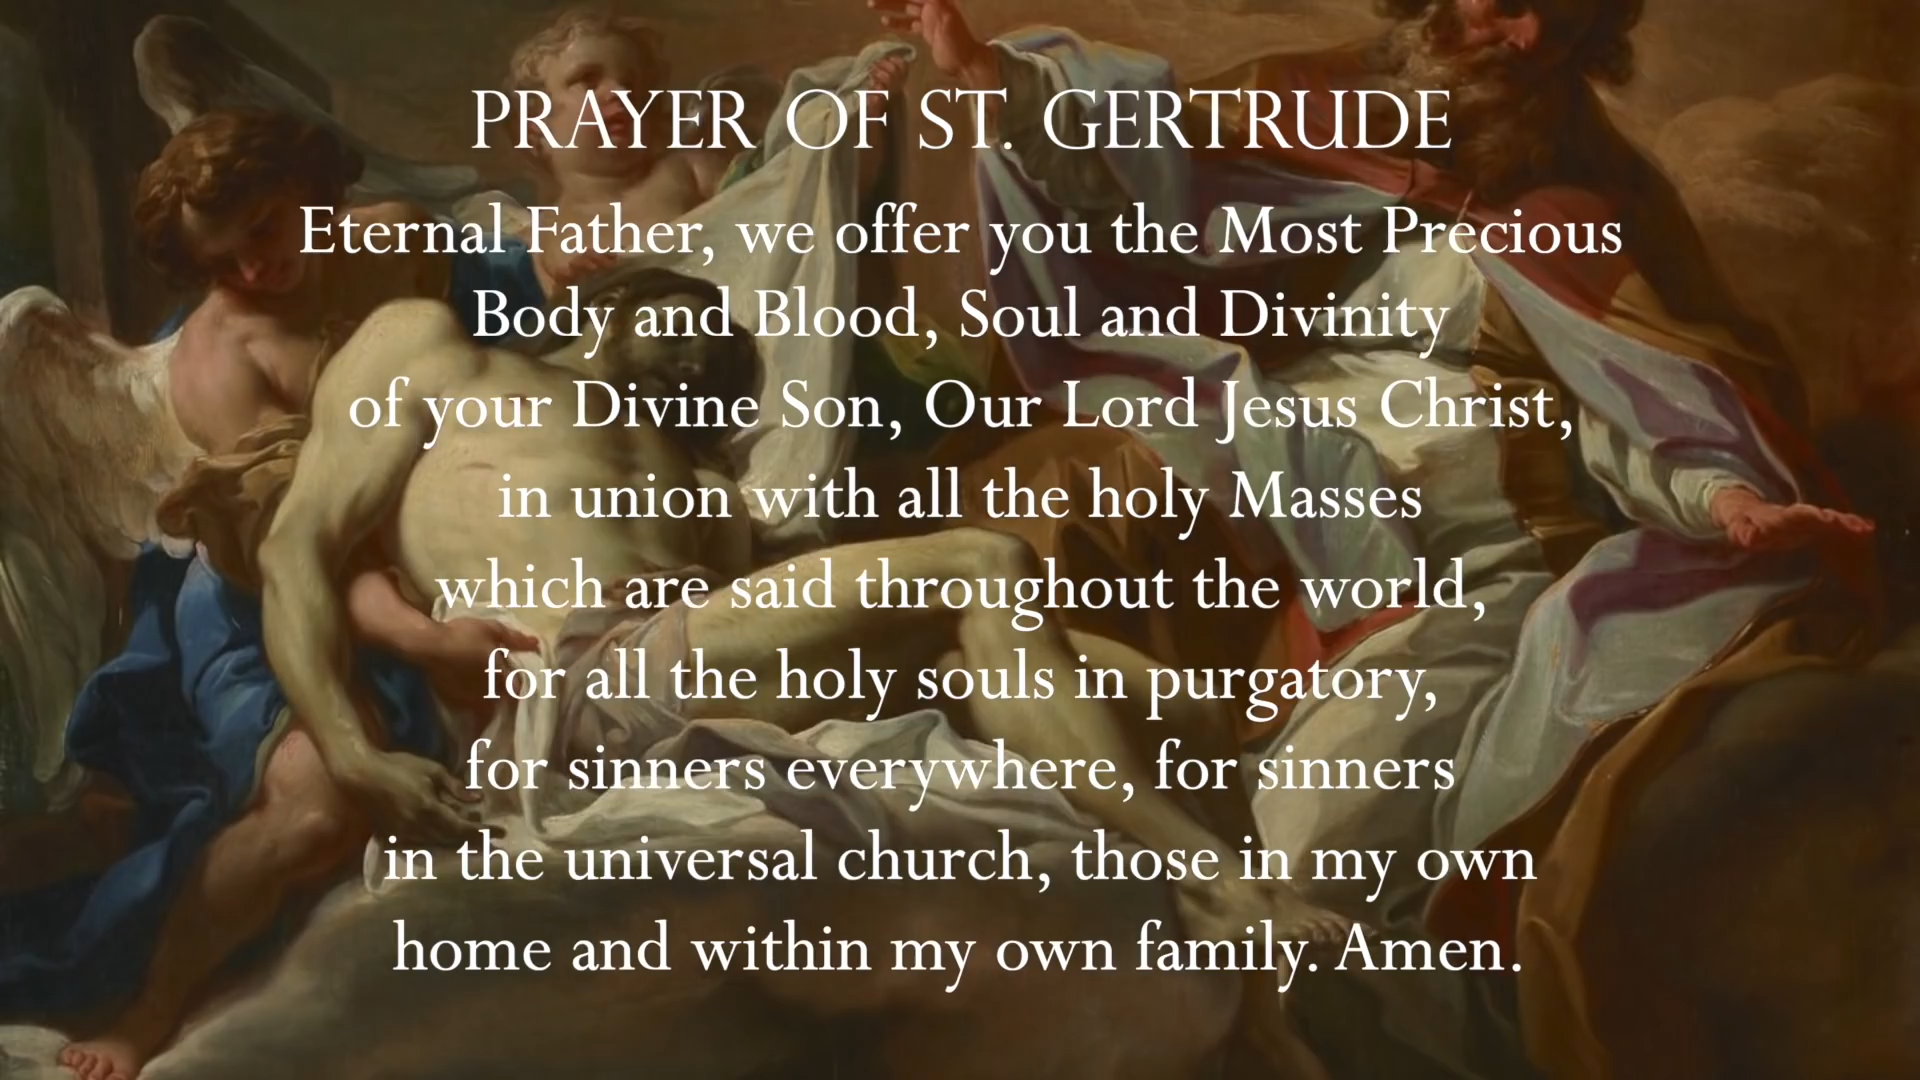 PRAYER OF ST. GERTRUDE
Eternal Father, we offer you the Most Precious
Body and Blood, Soul and Divinity
of your Divine Son, Our Lord Jesus Christ,
in union with all the holy Masses
which are said throughout the world,
for all the holy souls in purgatory,
for sinners everywhere, for sinners
in the universal church, those in my own
home and within my own family. Amen.